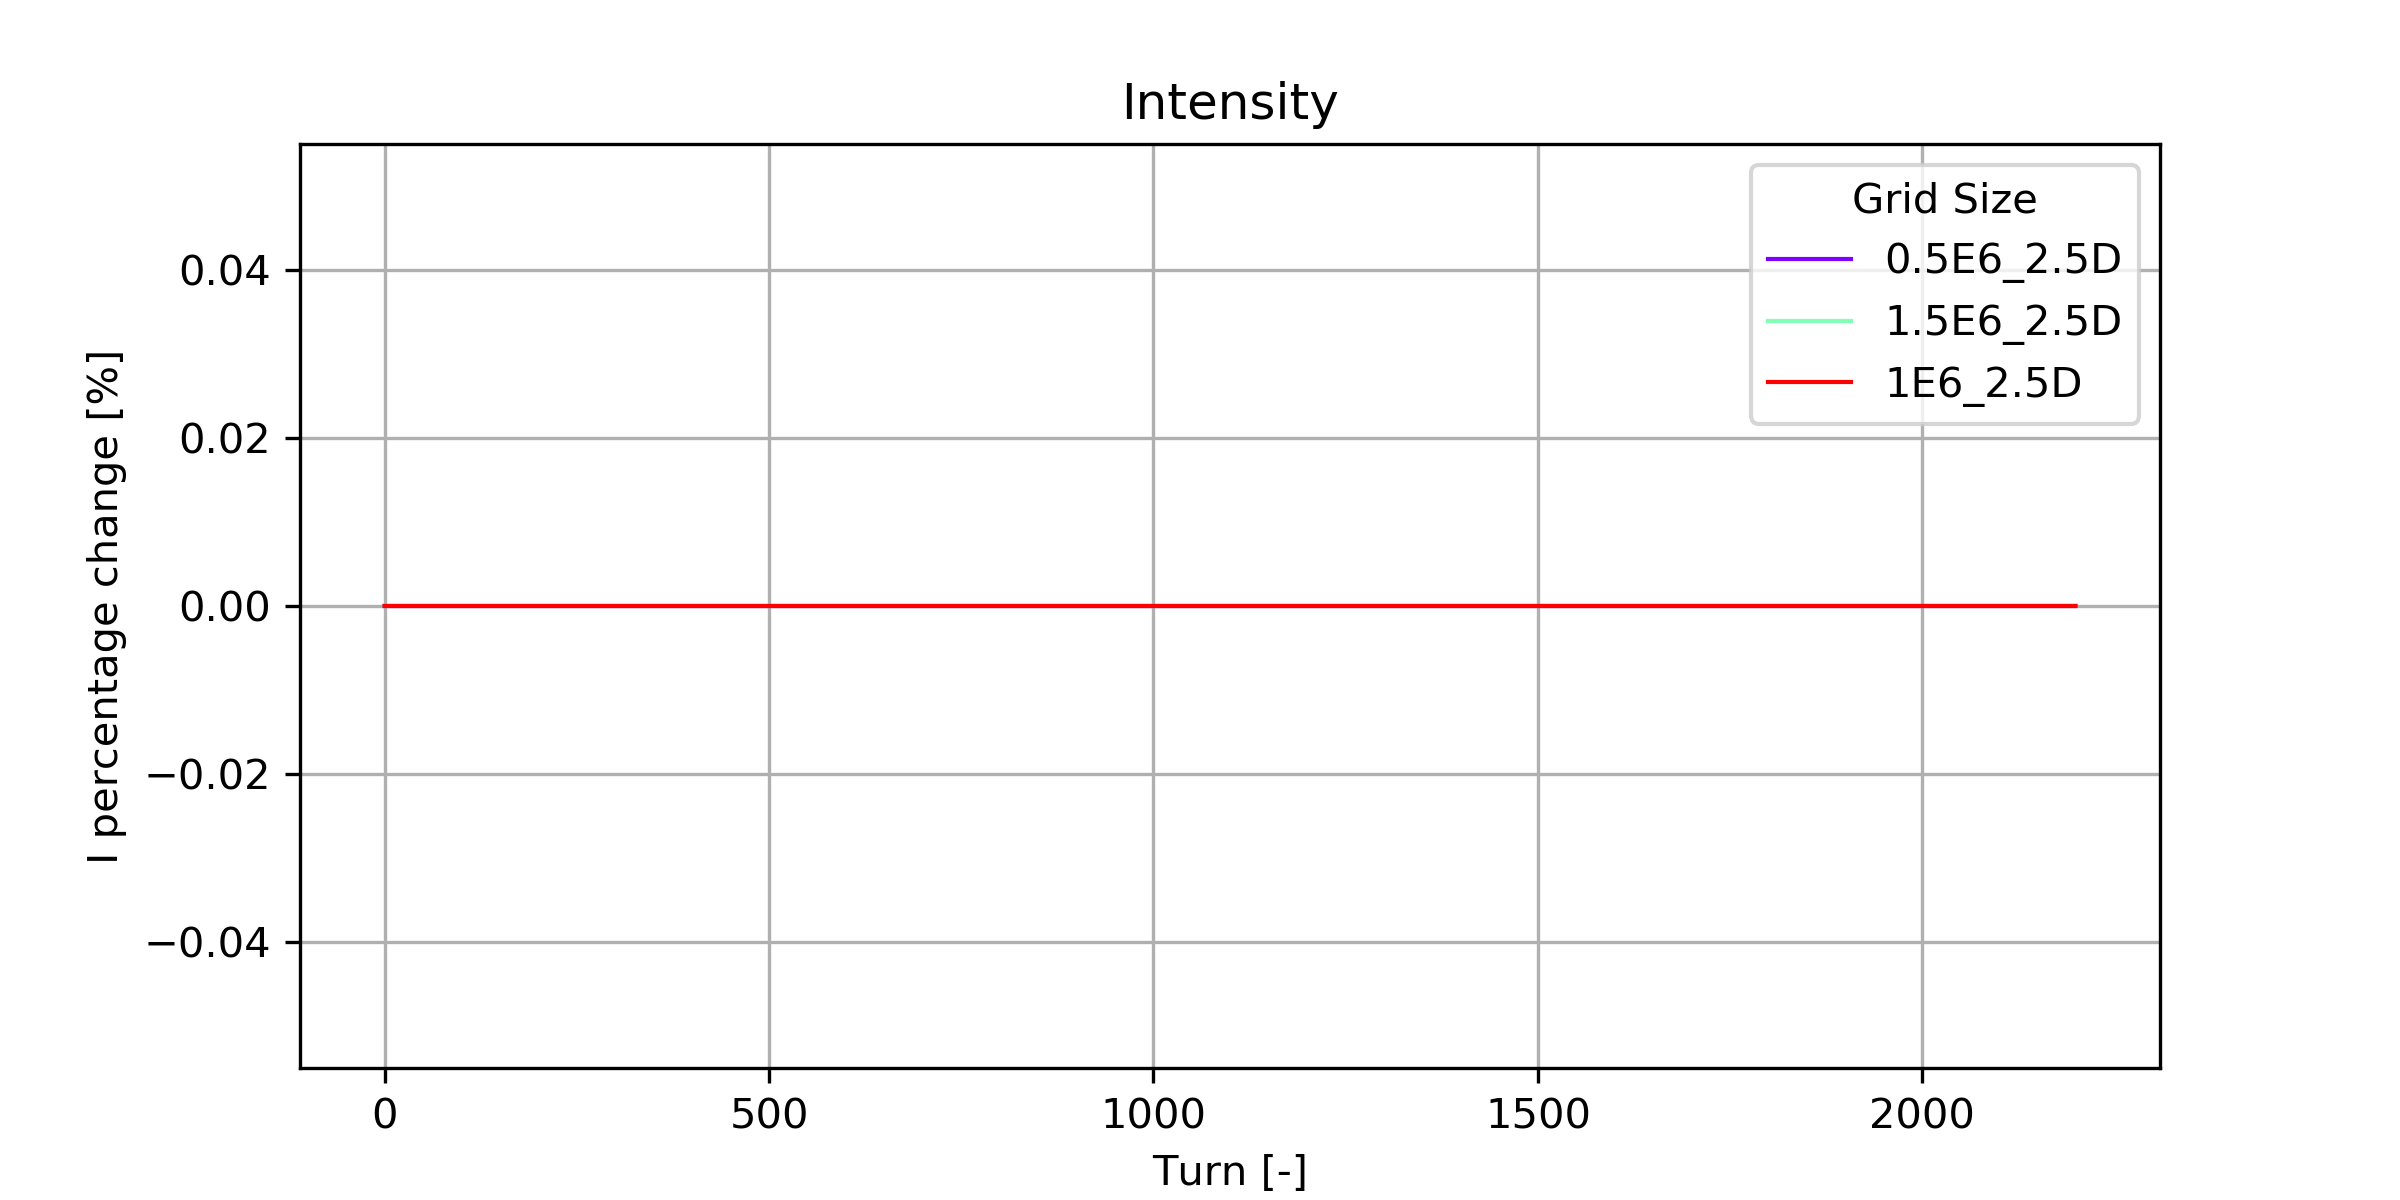 Intensity
Grid Size
0.5E6_2.5D
1.5E6_2.5D
1E6_2.5D
I percentage change [%]
0.04
0.02
0.00
−0.02
−0.04
0
500
1000
1500
2000
Turn [-]